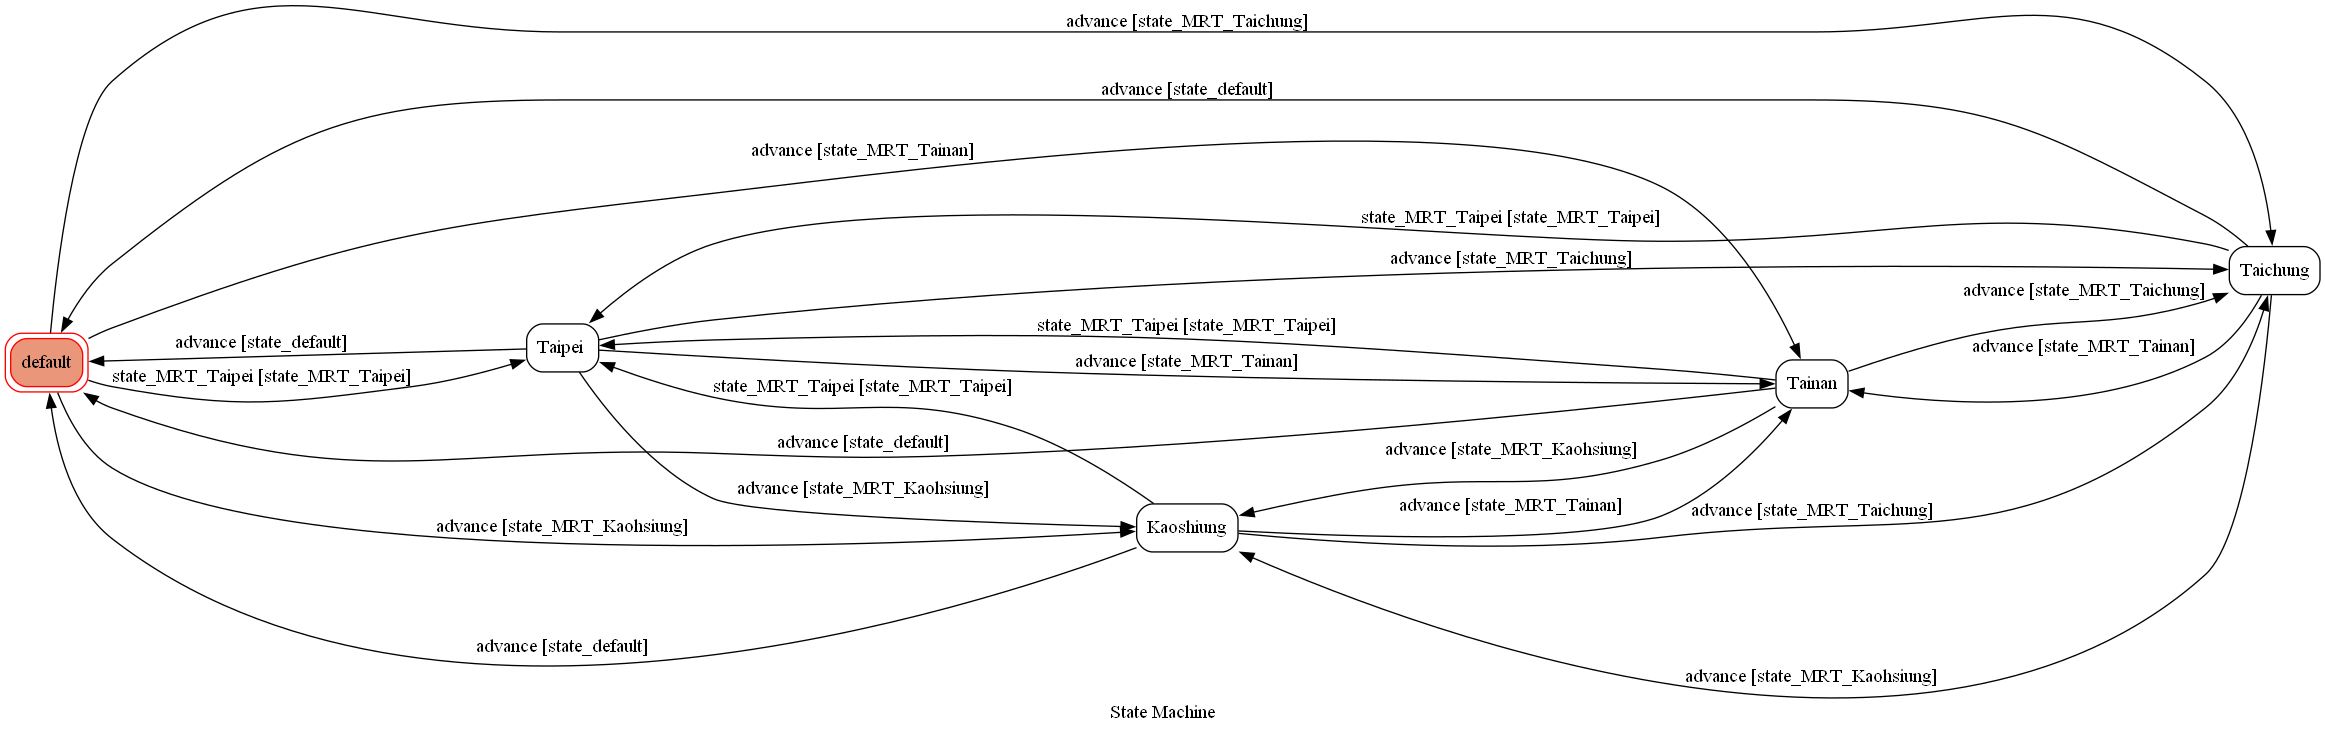 advance [state_MRT_Taichung]
advance [state_default]
advance [state_MRT_Tainan]
state_MRT_Taipei [state_MRT_Taipei]
advance [state_MRT_Taichung]
Taichung
advance [state_MRT_Taichung]
state_MRT_Taipei [state_MRT_Taipei]
advance [state_default]
Taipei
advance [state_MRT_Tainan]
default
advance [state_MRT_Tainan]
state_MRT_Taipei [state_MRT_Taipei]
Tainan
state_MRT_Taipei [state_MRT_Taipei]
advance [state_default]
advance [state_MRT_Kaohsiung]
advance [state_MRT_Kaohsiung]
advance [state_MRT_Tainan]
advance [state_MRT_Taichung]
advance [state_MRT_Kaohsiung]
Kaoshiung
advance [state_default]
advance [state_MRT_Kaohsiung]
State Machine